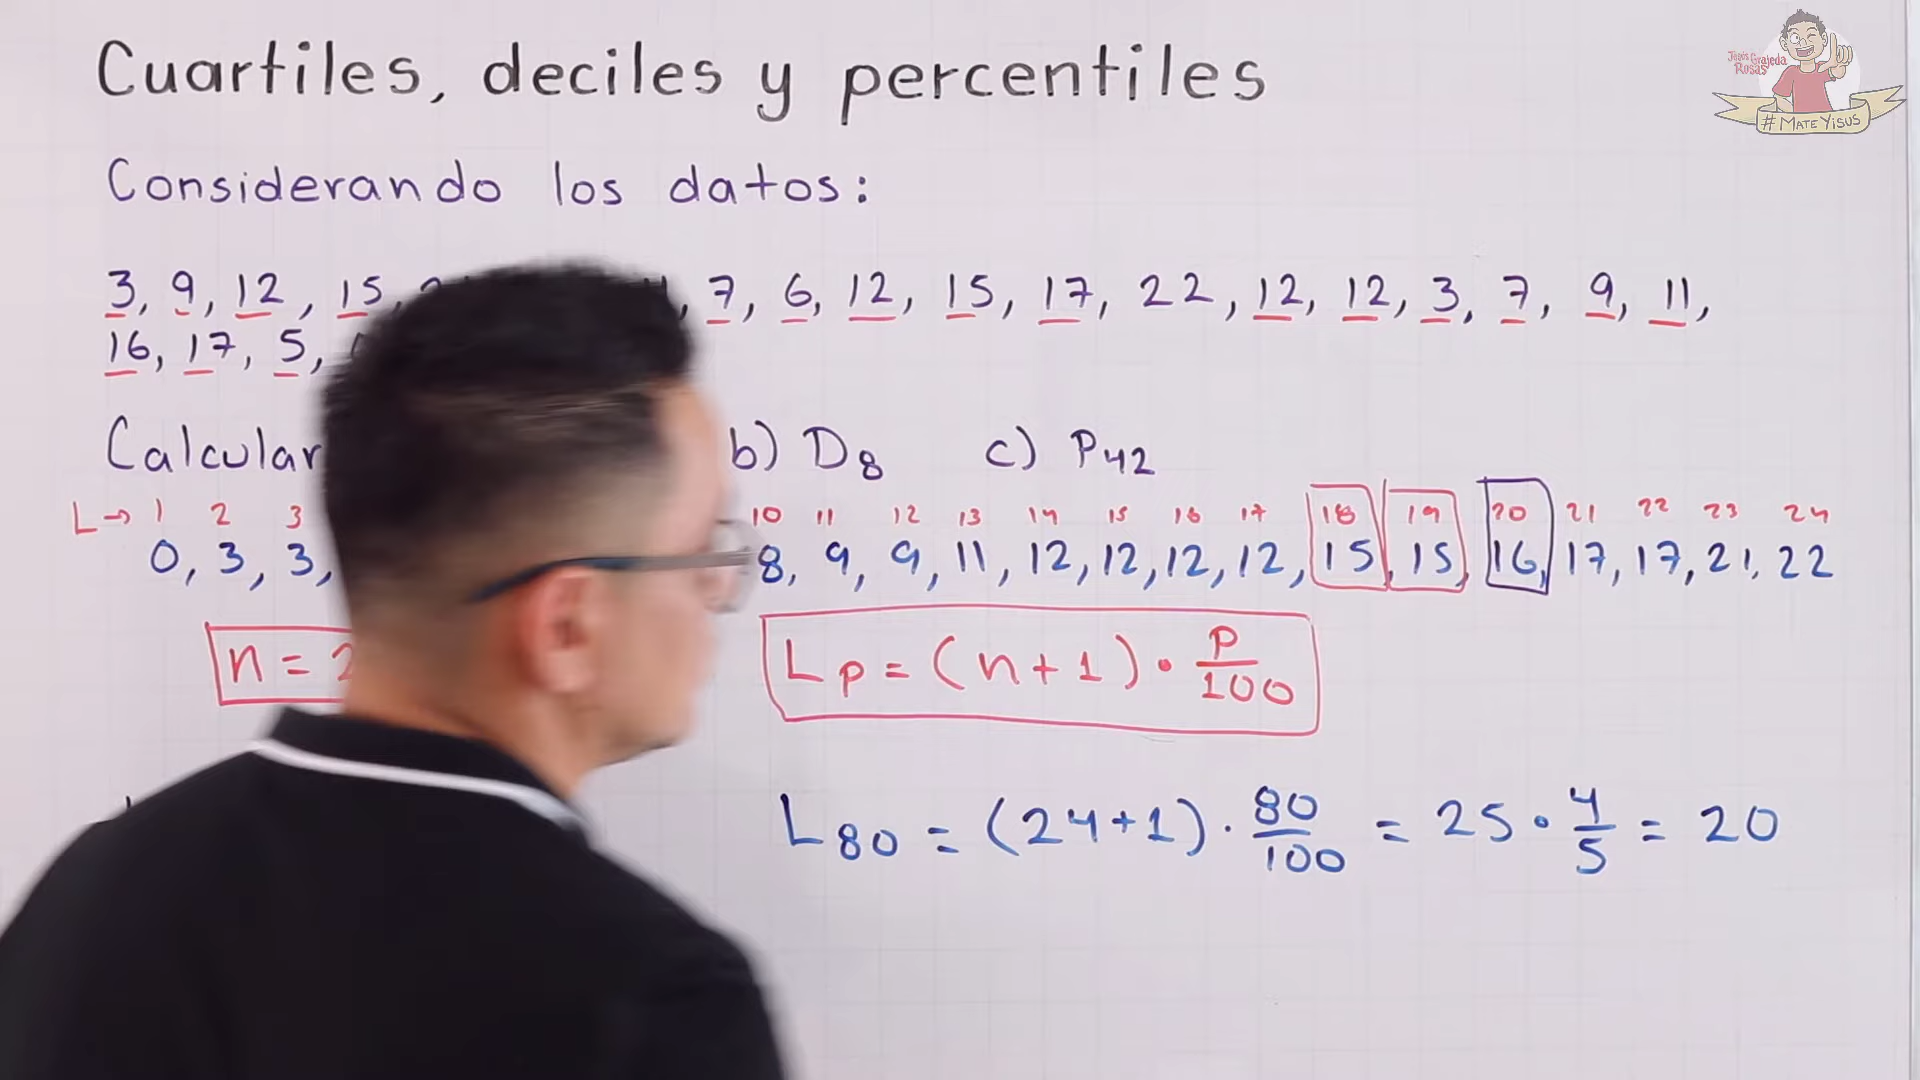 Cuartiles, deciles y percentiles
Jesús Grajeda Rosas
#MateYisus
Considerando los datos:
3, 9, 12, 15, 7, 6, 12, 15, 17, 22, 12, 12, 3, 7, 9, 11,
16, 17, 5,
Calcular b) D8 c) P42
L→ 1 2 3 10 11 12 13 14 15 16 17 18 19 20 21 22 23 24
0, 3, 3, 8, 9, 9, 11, 12, 12, 12, 12, 15, 15, 16, 17, 17, 21, 22
n = 2 Lp = (n+1) · p/100
L80 = (24+1) · 80/100 = 25 · 4/5 = 20